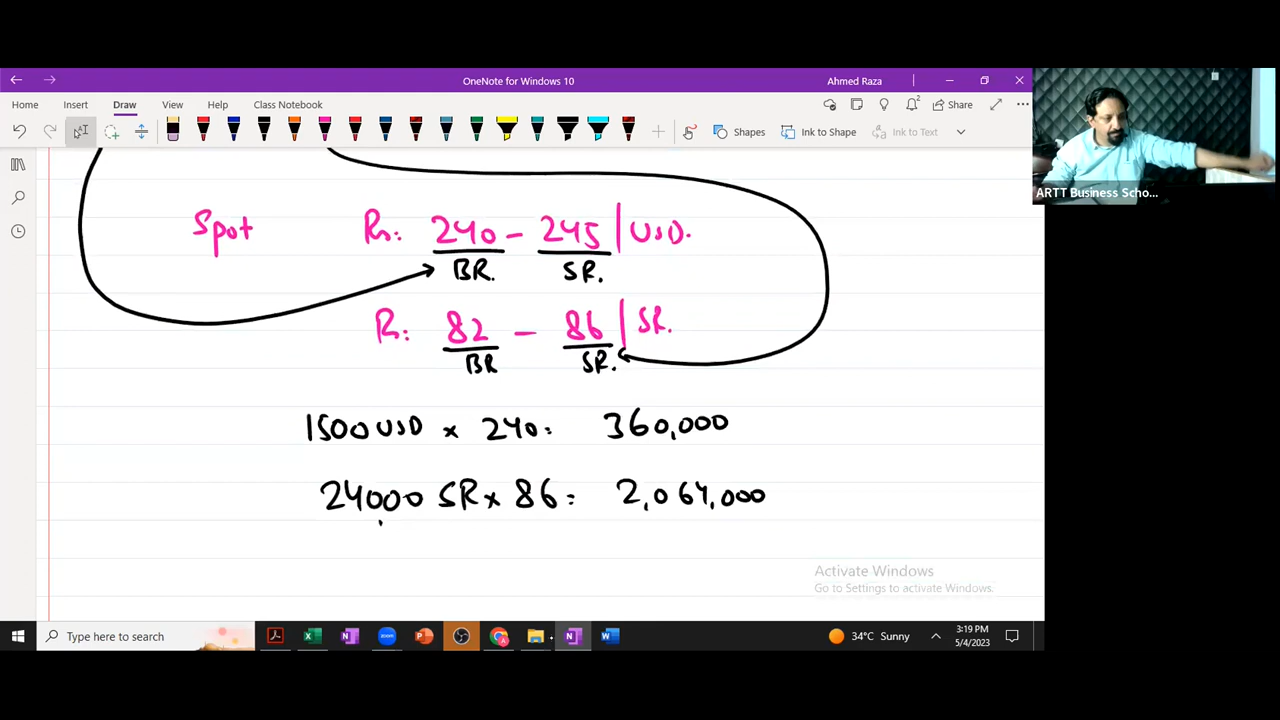 OneNote for Windows 10
Ahmed Raza
Home Insert Draw View Help Class Notebook
Share
Shapes Ink to Shape Ink to Text
ARTT Business Scho...
Spot Rs: 240 - 245 | USD.
BR. SR.
Rs: 82 - 86 | SR.
BR SR.
1500 USD x 240 = 360,000
24000 SR x 86 = 2,064,000
Activate Windows
Go to Settings to activate Windows.
Type here to search
34°C Sunny
3:19 PM
5/4/2023